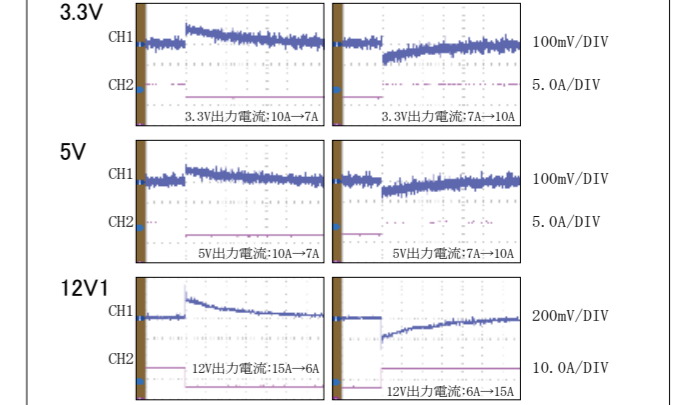 3.3V
CH1
100mV/DIV
CH2
5.0A/DIV
3.3V出力電流:10A→7A
3.3V出力電流:7A→10A
5V
CH1
100mV/DIV
CH2
5.0A/DIV
5V出力電流:10A→7A
5V出力電流:7A→10A
12V1
CH1
200mV/DIV
CH2
10.0A/DIV
12V出力電流:15A→6A
12V出力電流:6A→15A